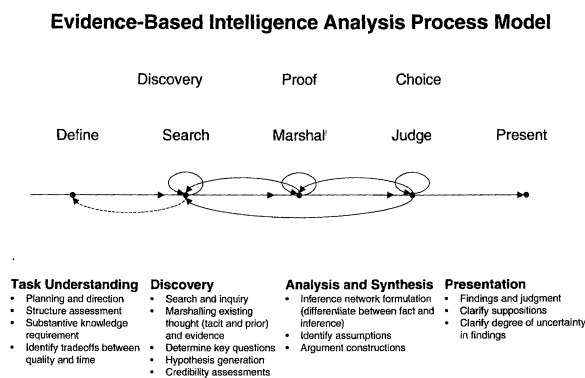 Evidence-Based Intelligence Analysis Process Model
Discovery Proof Choice
Define Search Marshal Judge Present
Task Understanding
• Planning and direction
• Structure assessment
• Substantive knowledge
requirement
• Identify tradeoffs between
quality and time
Discovery
• Search and inquiry
• Marshalling existing
thought (tacit and prior)
and evidence
• Determine key questions
• Hypothesis generation
• Credibility assessments
Analysis and Synthesis
• Inference network formulation
(differentiate between fact and
inference)
• Identify assumptions
• Argument constructions
Presentation
• Findings and judgment
• Clarify suppositions
• Clarify degree of uncertainty
in findings